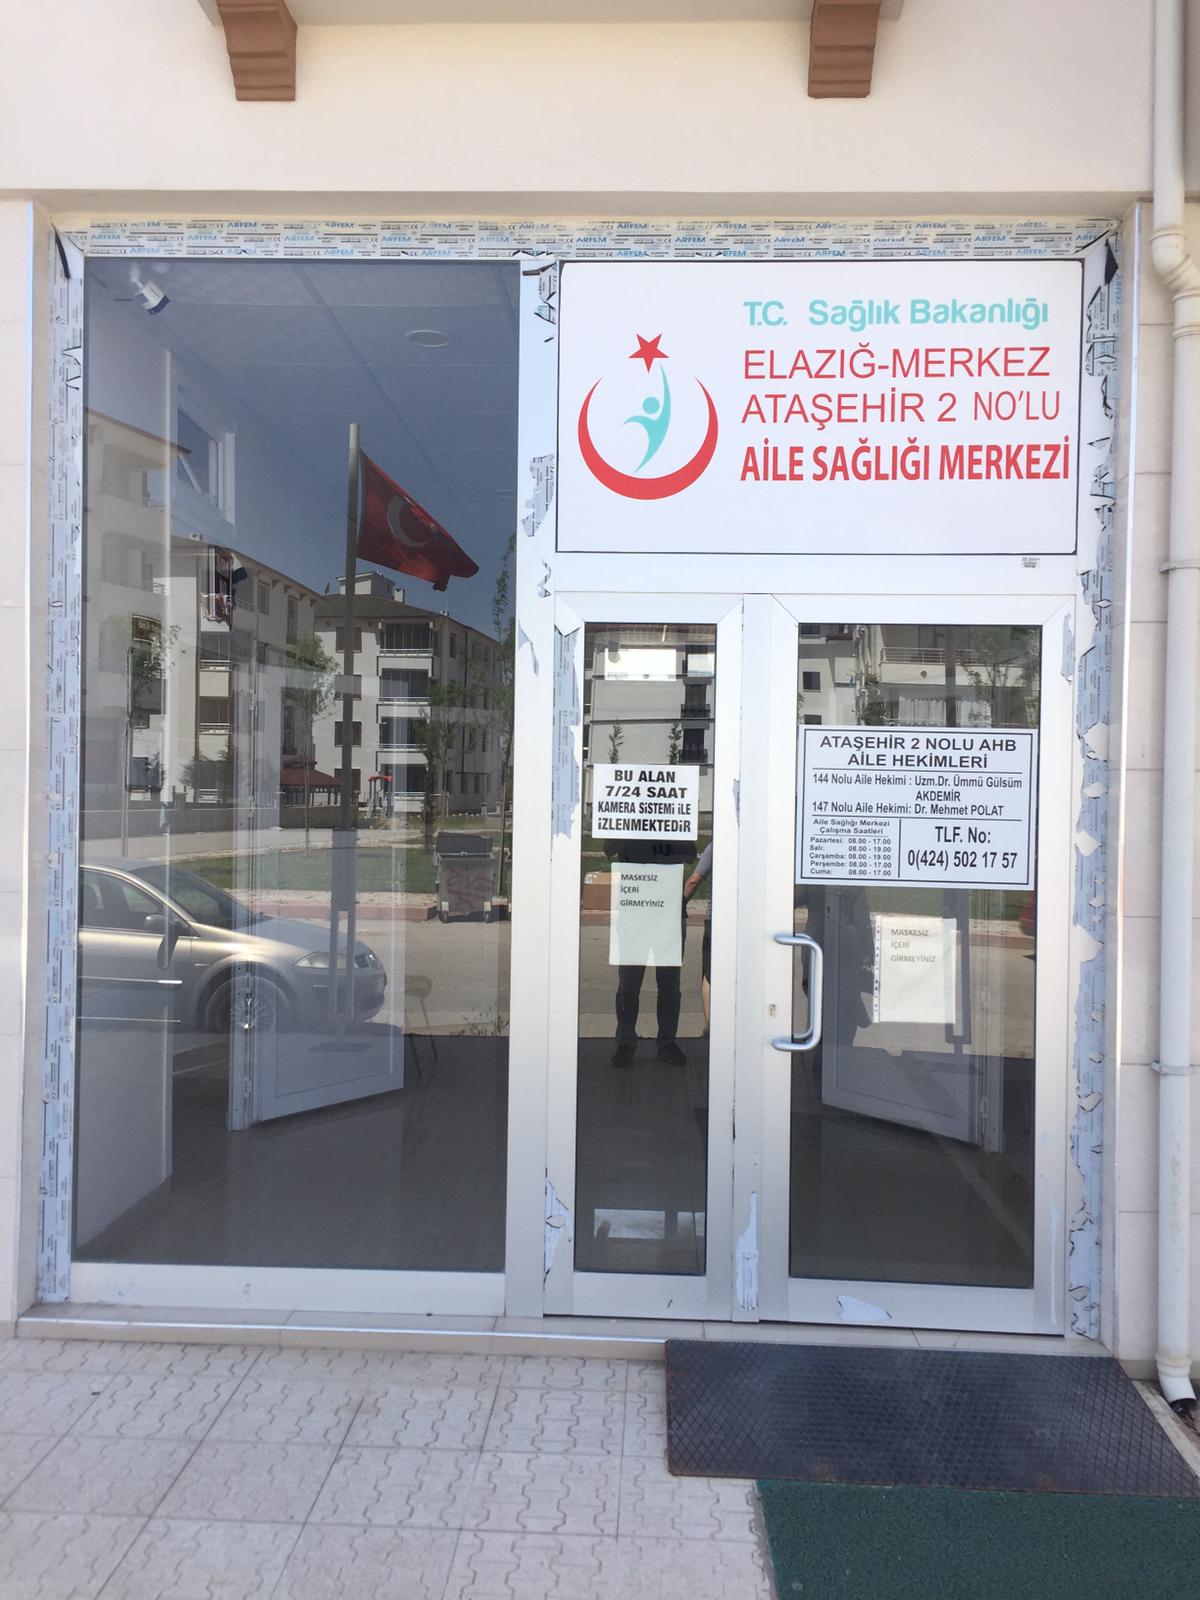 T.C. Sağlık Bakanlığı
ELAZIĞ-MERKEZ
ATAŞEHİR 2 NO'LU
AİLE SAĞLIĞI MERKEZİ
ATAŞEHİR 2 NOLU AHB
AİLE HEKİMLERİ
144 Nolu Aile Hekimi : Uzm.Dr. Ümmü Gülsüm
AKDEMİR
147 Nolu Aile Hekimi: Dr. Mehmet POLAT
Aile Sağlığı Merkezi
Çalışma Saatleri
Pazartesi: 08.00 - 17.00
Salı: 08.00 - 19.00
Çarşamba: 08.00 - 19.00
Perşembe: 08.00 - 17.00
Cuma: 08.00 - 17.00
TLF. No:
0(424) 502 17 57
BU ALAN
7/24 SAAT
KAMERA SİSTEMİ İLE
İZLENMEKTEDİR
MASKESİZ
İÇERİ
GİRMEYİNİZ
MASKESİZ
İÇERİ
GİRMEYİNİZ
ARFEM